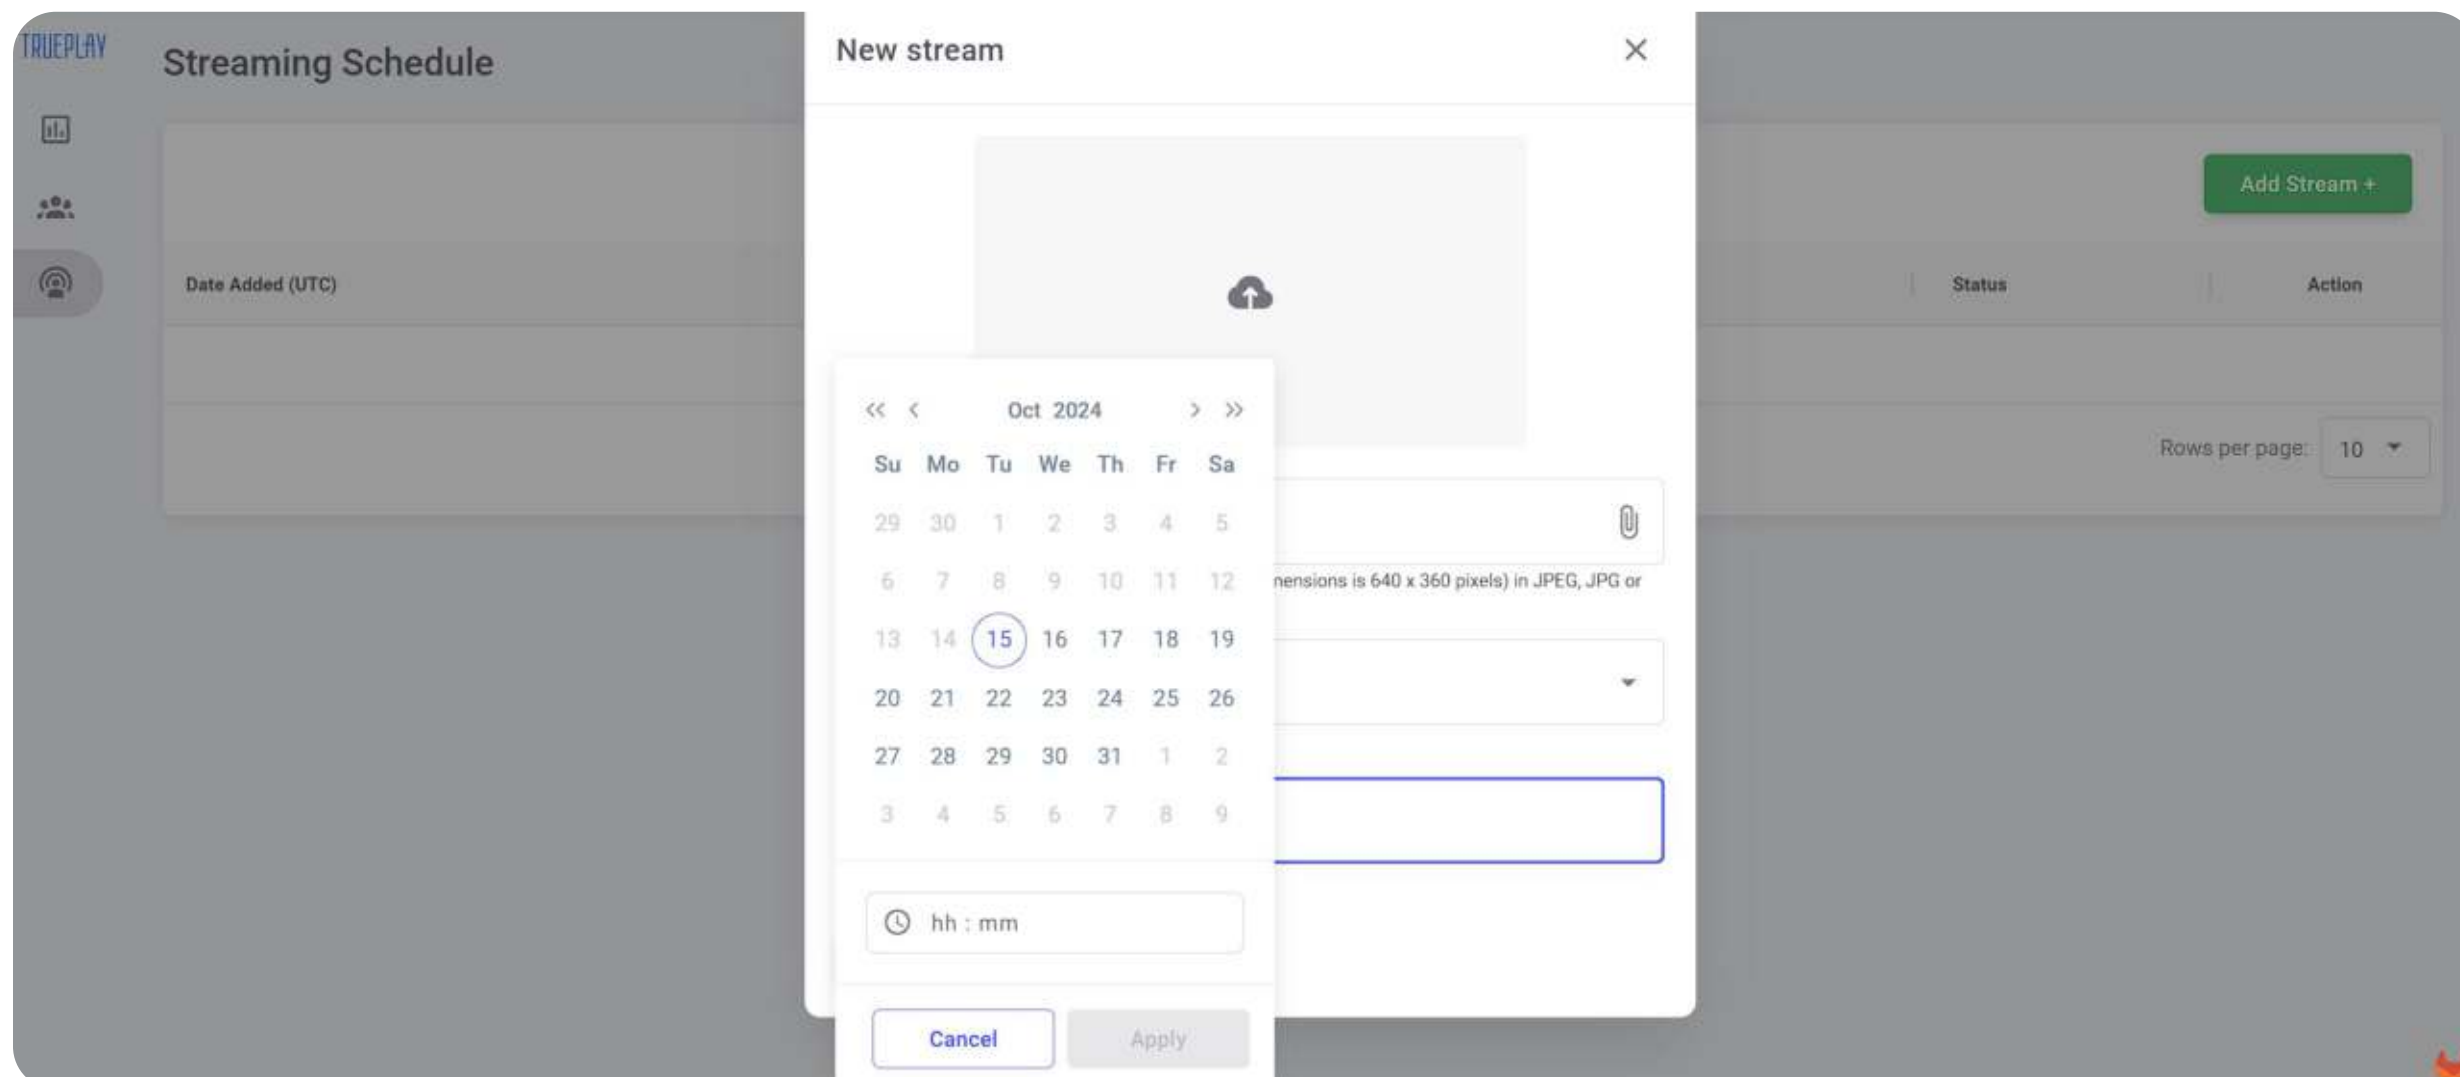 TRUEPLAY
Streaming Schedule
New stream
Add Stream +
Date Added (UTC)
Status
Action
Rows per page:
10
Oct 2024
Su Mo Tu We Th Fr Sa
29 30 1 2 3 4 5
6 7 8 9 10 11 12
13 14 15 16 17 18 19
20 21 22 23 24 25 26
27 28 29 30 31 1 2
3 4 5 6 7 8 9
nensions is 640 x 360 pixels) in JPEG, JPG or
hh : mm
Cancel
Apply